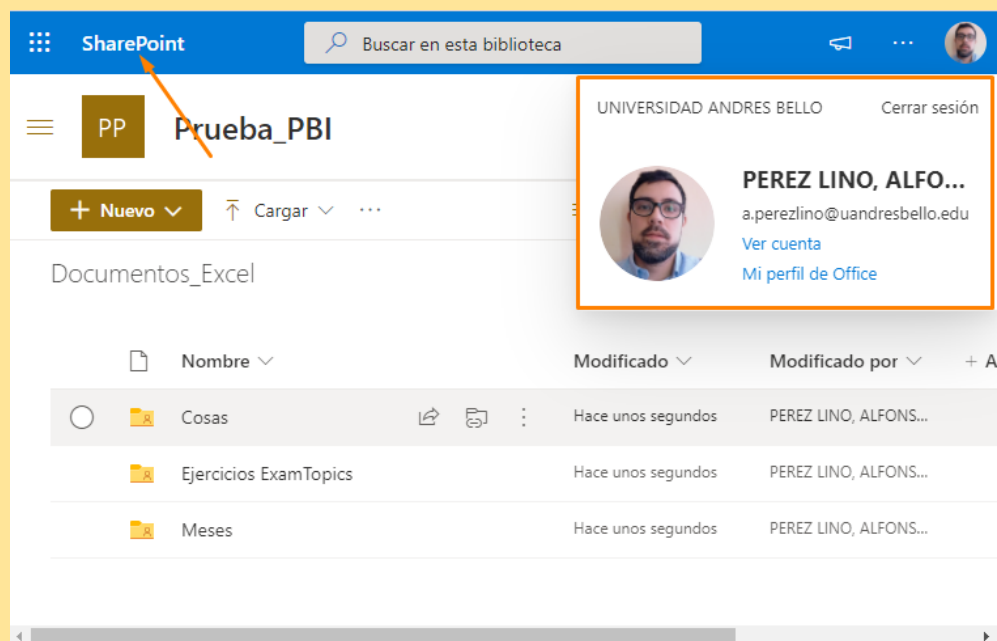 SharePoint
Buscar en esta biblioteca
...
UNIVERSIDAD ANDRES BELLO
Cerrar sesión
PP
Prueba_PBI
PEREZ LINO, ALFO...
a.perezlino@uandresbello.edu
Ver cuenta
Mi perfil de Office
+ Nuevo
Cargar
...
Documentos_Excel
Nombre Modificado Modificado por + A
Cosas Hace unos segundos PEREZ LINO, ALFONS...
Ejercicios ExamTopics Hace unos segundos PEREZ LINO, ALFONS...
Meses Hace unos segundos PEREZ LINO, ALFONS...